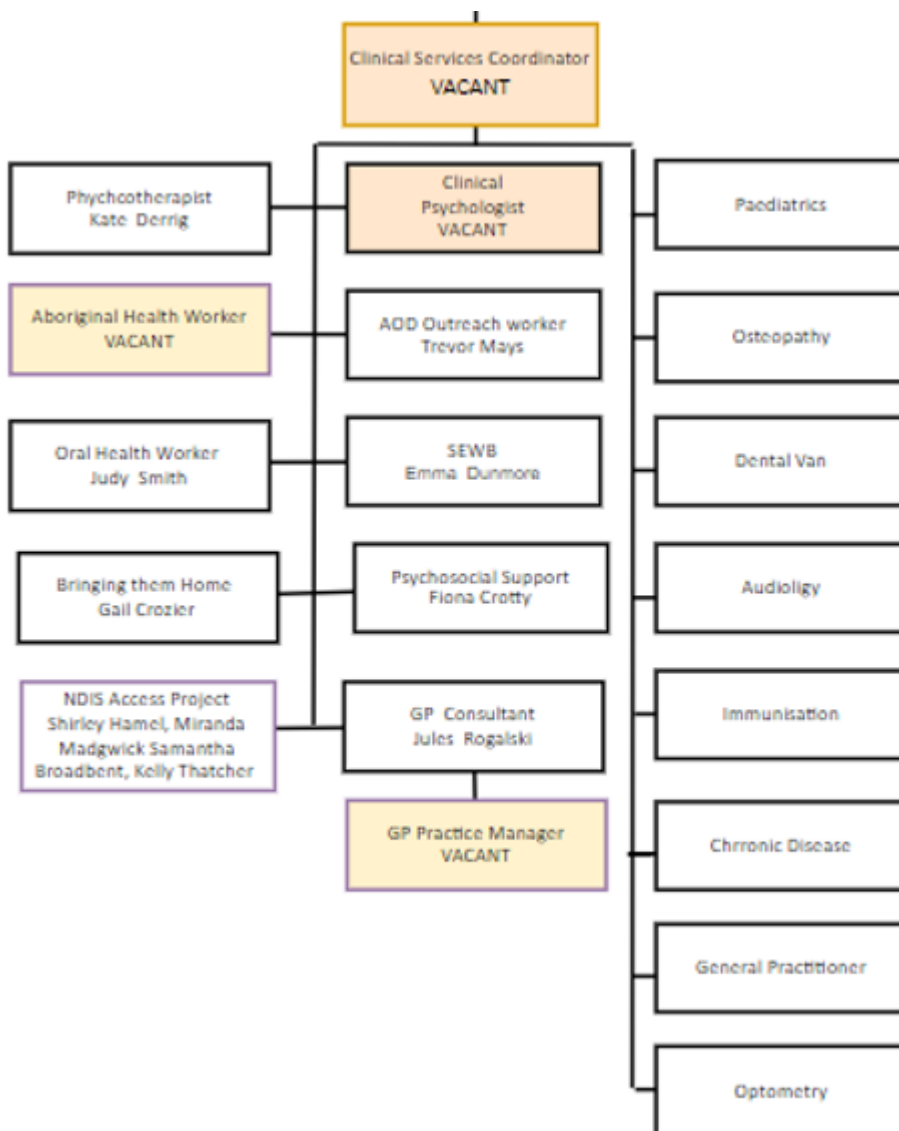 Clinical Services Coordinator
VACANT
Phychcotherapist
Kate Derrig
Clinical
Psychologist
VACANT
Paediatrics
Aboriginal Health Worker
VACANT
AOD Outreach worker
Trevor Mays
Osteopathy
Oral Health Worker
Judy Smith
SEWB
Emma Dunmore
Dental Van
Bringing them Home
Gail Crozier
Psychosocial Support
Fiona Crotty
Audioligy
NDIS Access Project
Shirley Hamel, Miranda
Madgwick Samantha
Broadbent, Kelly Thatcher
GP Consultant
Jules Rogalski
Immunisation
GP Practice Manager
VACANT
Chrronic Disease
General Practitioner
Optometry